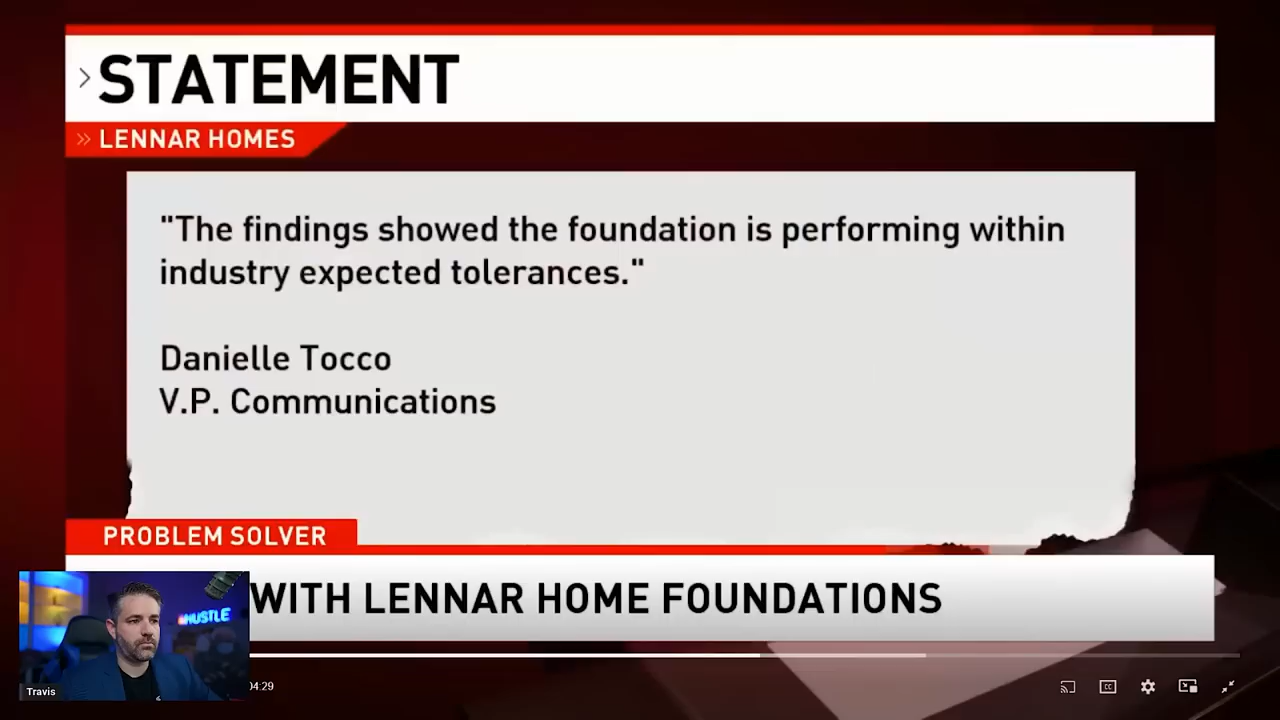 STATEMENT
LENNAR HOMES
"The findings showed the foundation is performing within
industry expected tolerances."
Danielle Tocco
V.P. Communications
PROBLEM SOLVER
WITH LENNAR HOME FOUNDATIONS
HUSTLE
Travis
04:29
CC